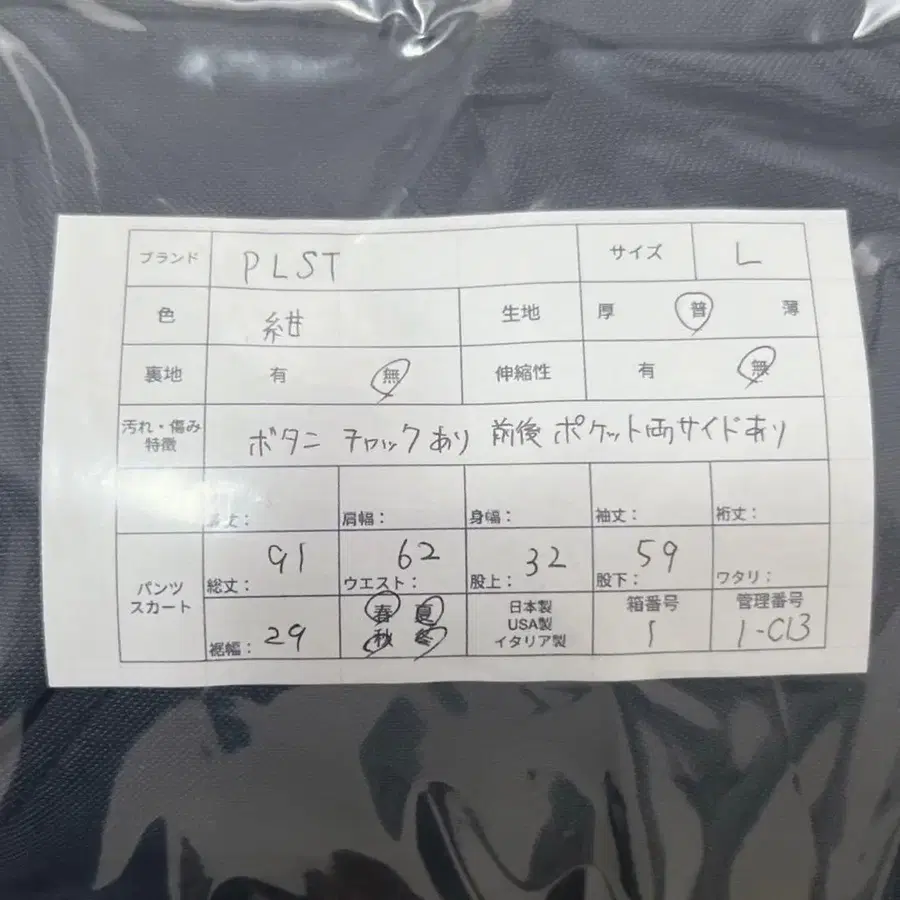 ブランド PLST サイズ L
色 紺 生地 厚 普 薄
裏地 有 無 伸縮性 有 無
汚れ・傷み
特徴 ボタン チャックあり 前後ポケット両サイドあり
丈: 肩幅: 身幅: 袖丈: 裄丈:
パンツ
スカート 総丈: 91 ウエスト: 62 股上: 32 股下: 59 ワタリ:
裾幅: 29 春 夏 日本製 箱番号 管理番号
秋 冬 USA製 1 1-C13
イタリア製